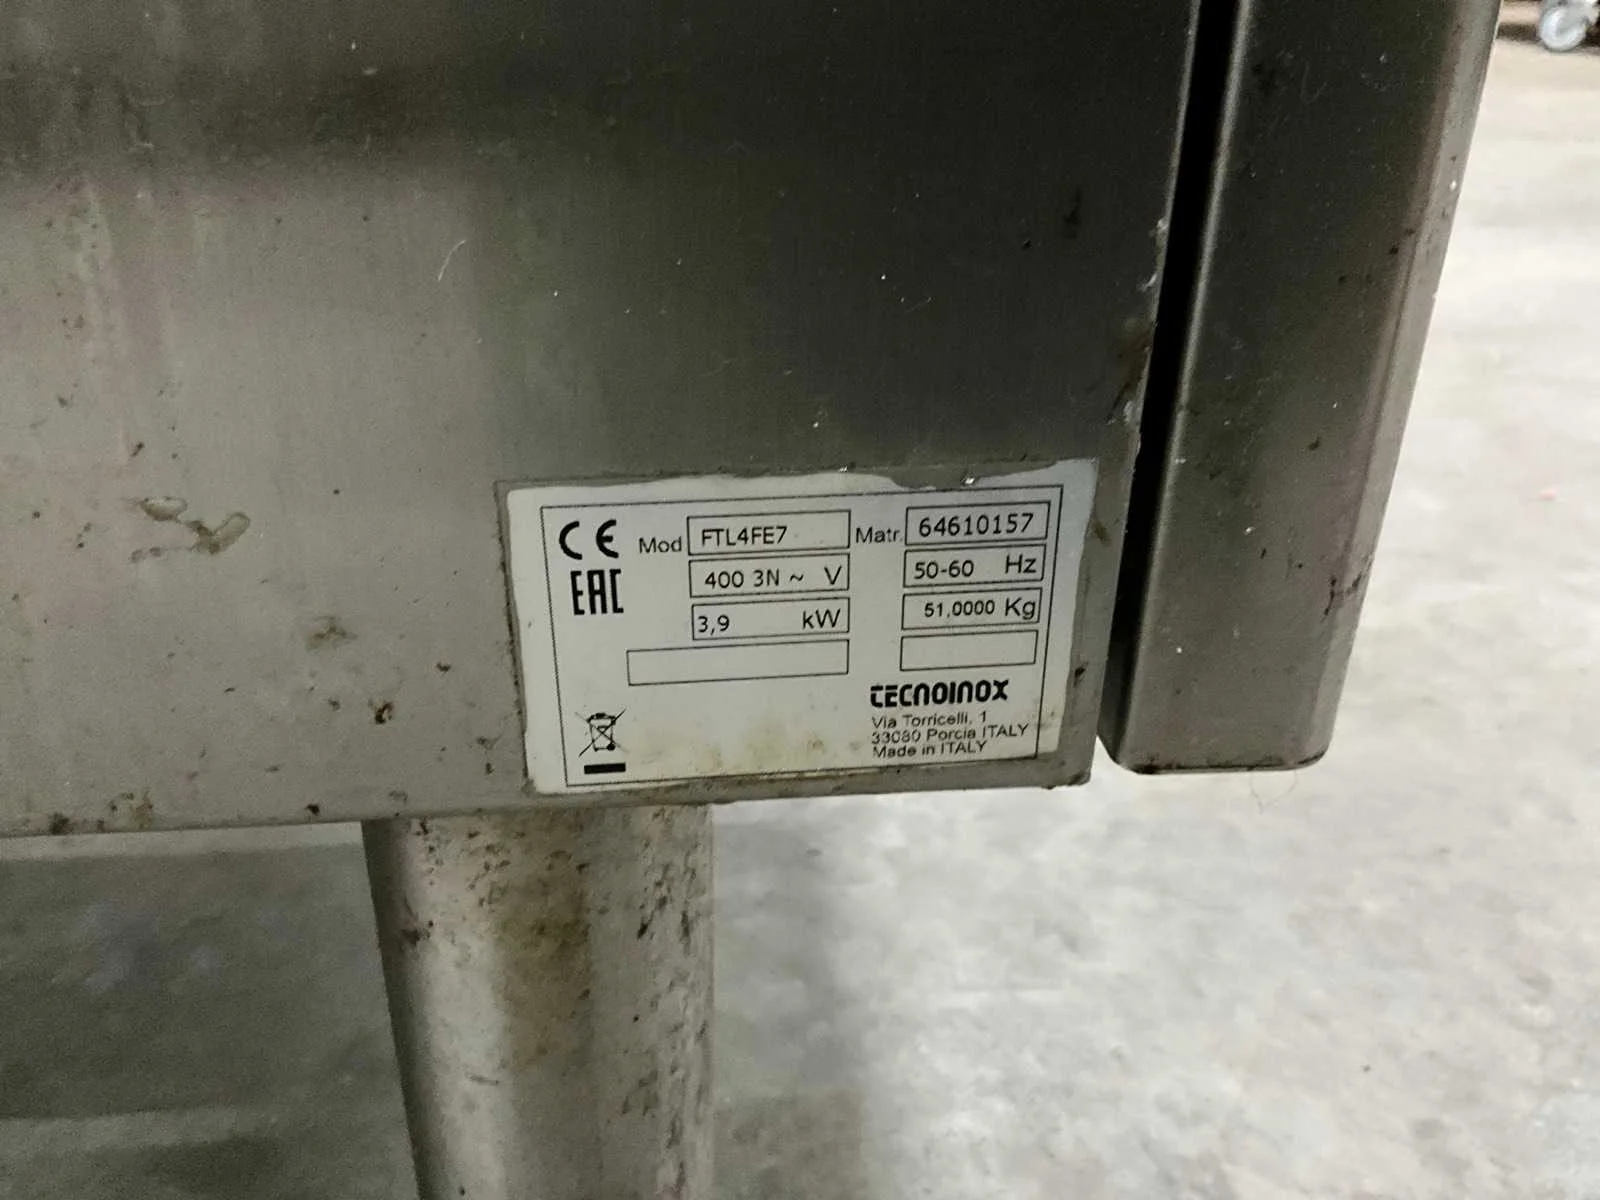 CE Mod FTL4FE7 Matr. 64610157
EAC 400 3N ~ V 50-60 Hz
3,9 kW 51,0000 Kg
TECNOINOX
Via Torricelli, 1
33080 Porcia ITALY
Made in ITALY